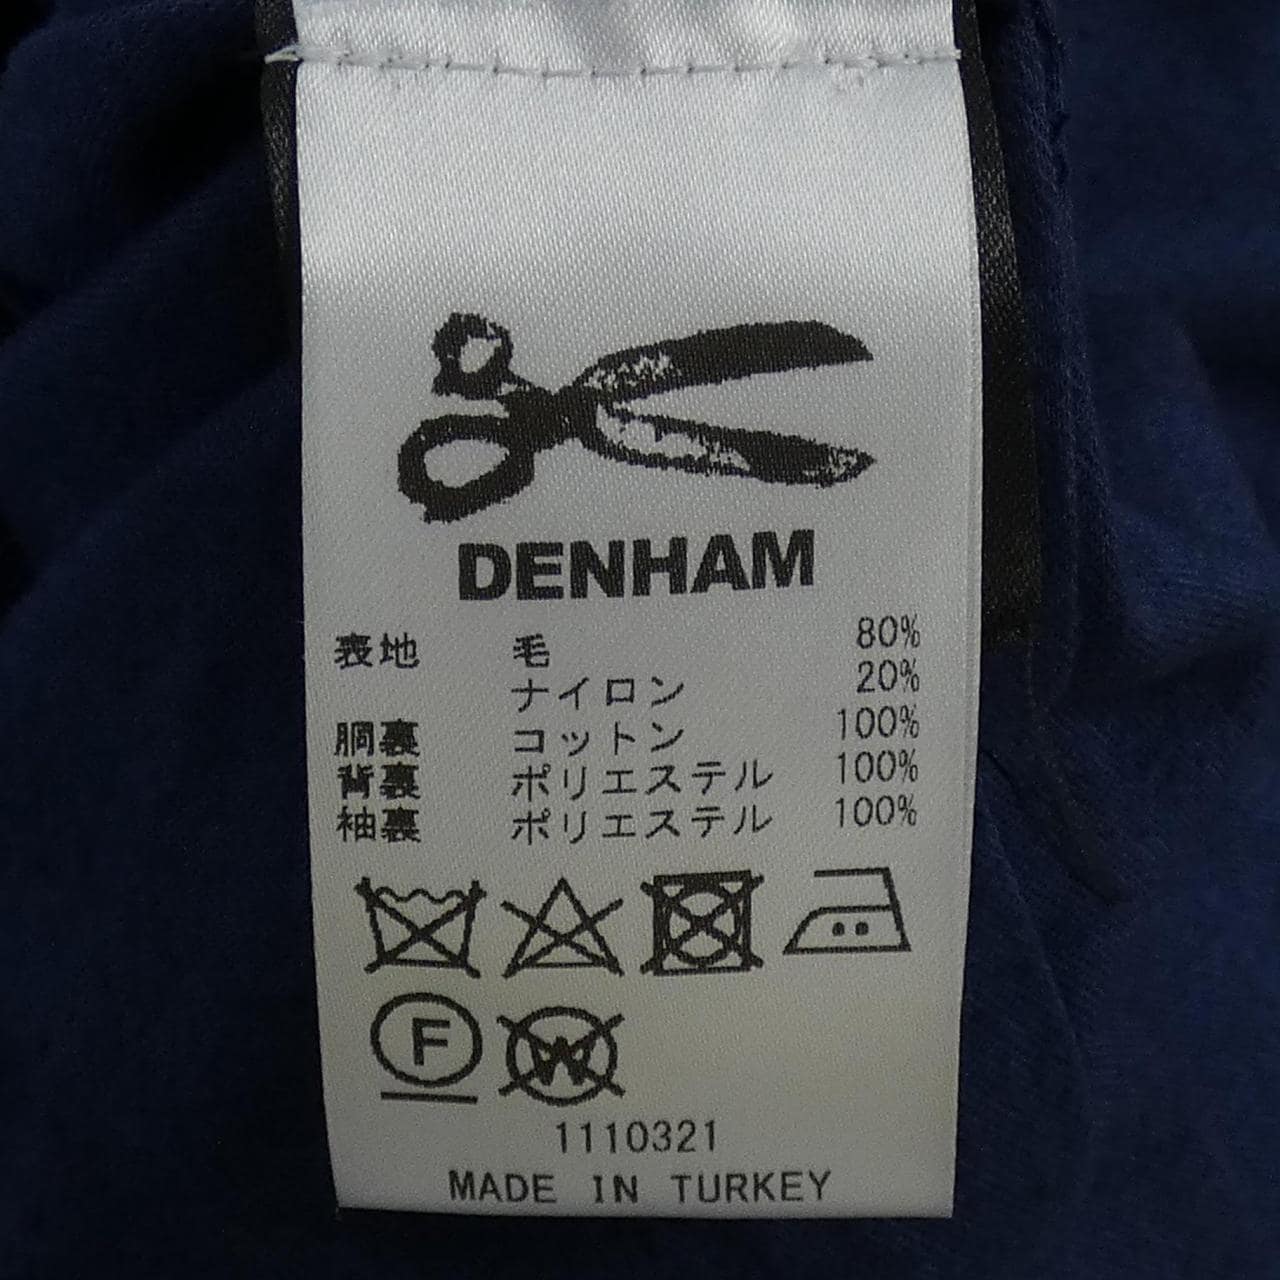 DENHAM
表地 毛 80%
ナイロン 20%
胴裏 コットン 100%
背裏 ポリエステル 100%
袖裏 ポリエステル 100%
F W
1110321
MADE IN TURKEY